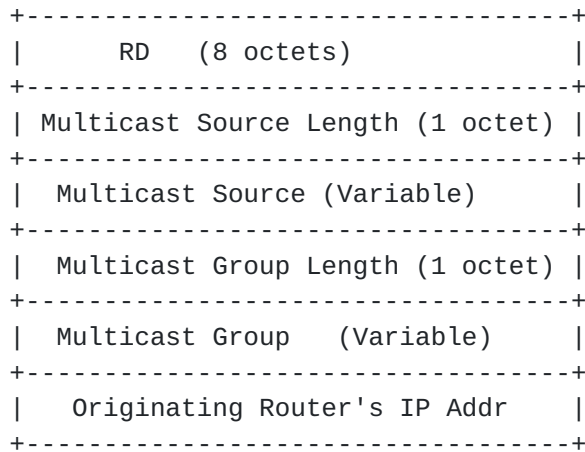 +-----------------------------------+
|      RD   (8 octets)              |
+-----------------------------------+
| Multicast Source Length (1 octet) |
+-----------------------------------+
|  Multicast Source (Variable)      |
+-----------------------------------+
|  Multicast Group Length (1 octet) |
+-----------------------------------+
|  Multicast Group   (Variable)     |
+-----------------------------------+
|   Originating Router's IP Addr    |
+-----------------------------------+